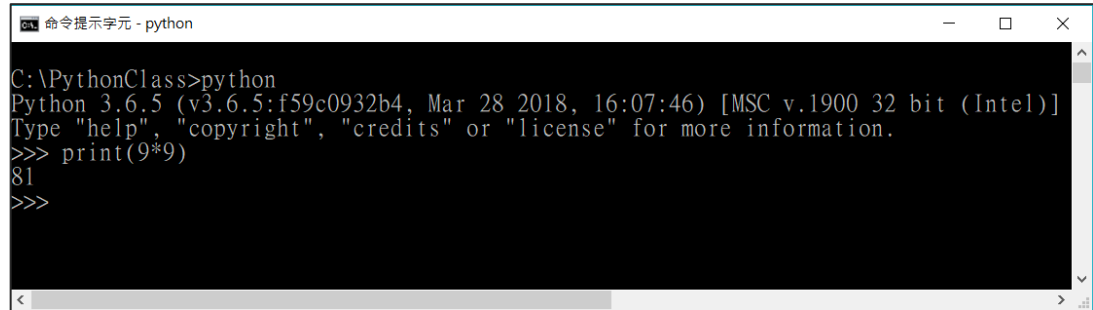 命令提示字元 - python
C:\PythonClass>python
Python 3.6.5 (v3.6.5:f59c0932b4, Mar 28 2018, 16:07:46) [MSC v.1900 32 bit (Intel)]
Type "help", "copyright", "credits" or "license" for more information.
>>> print(9*9)
81
>>>